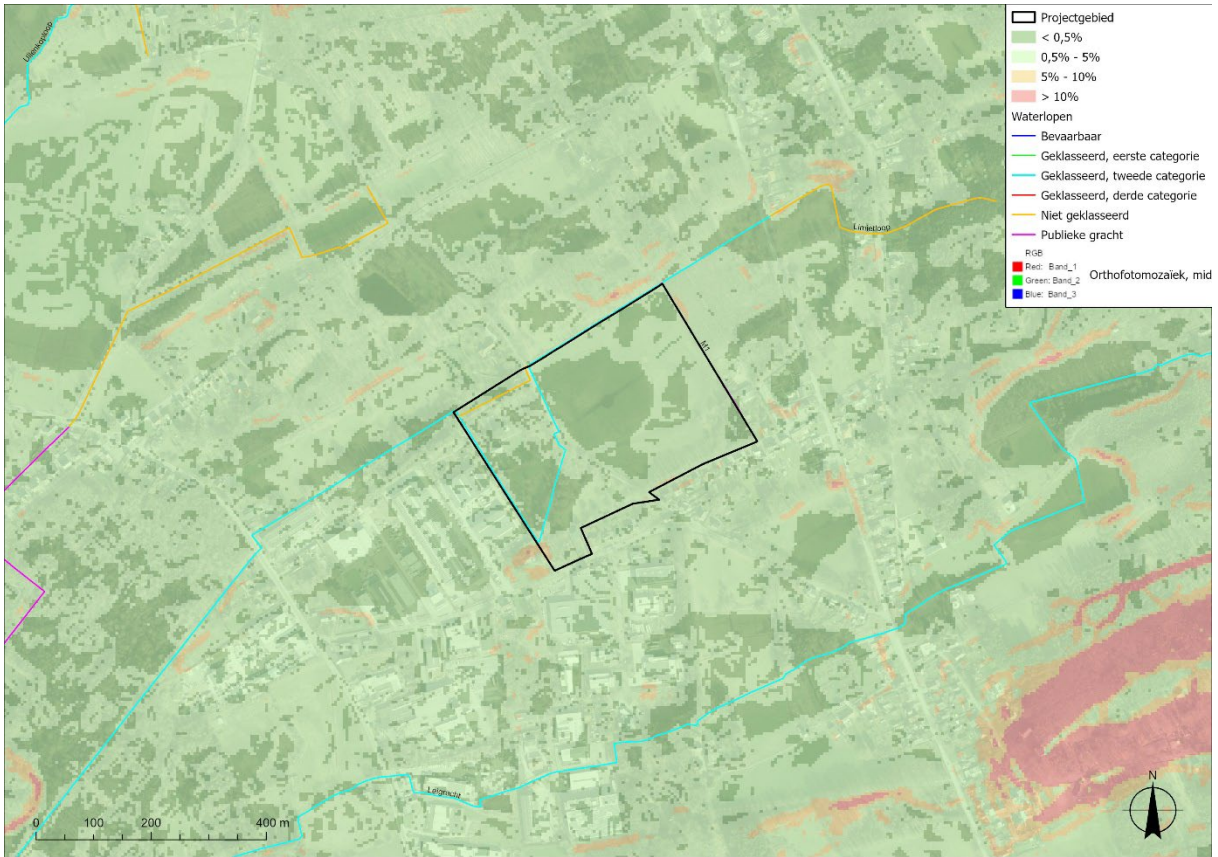 Projectgebied
< 0,5%
0,5% - 5%
5% - 10%
> 10%
Waterlopen
Bevaarbaar
Geklasseerd, eerste categorie
Geklasseerd, tweede categorie
Geklasseerd, derde categorie
Niet geklasseerd
Publieke gracht
RGB
Red: Band_1
Green: Band_2
Blue: Band_3
Orthofotomozaïek, mid
Uilenkoploop
Limietloop
M1
Leigracht
N
0 100 200 400 m